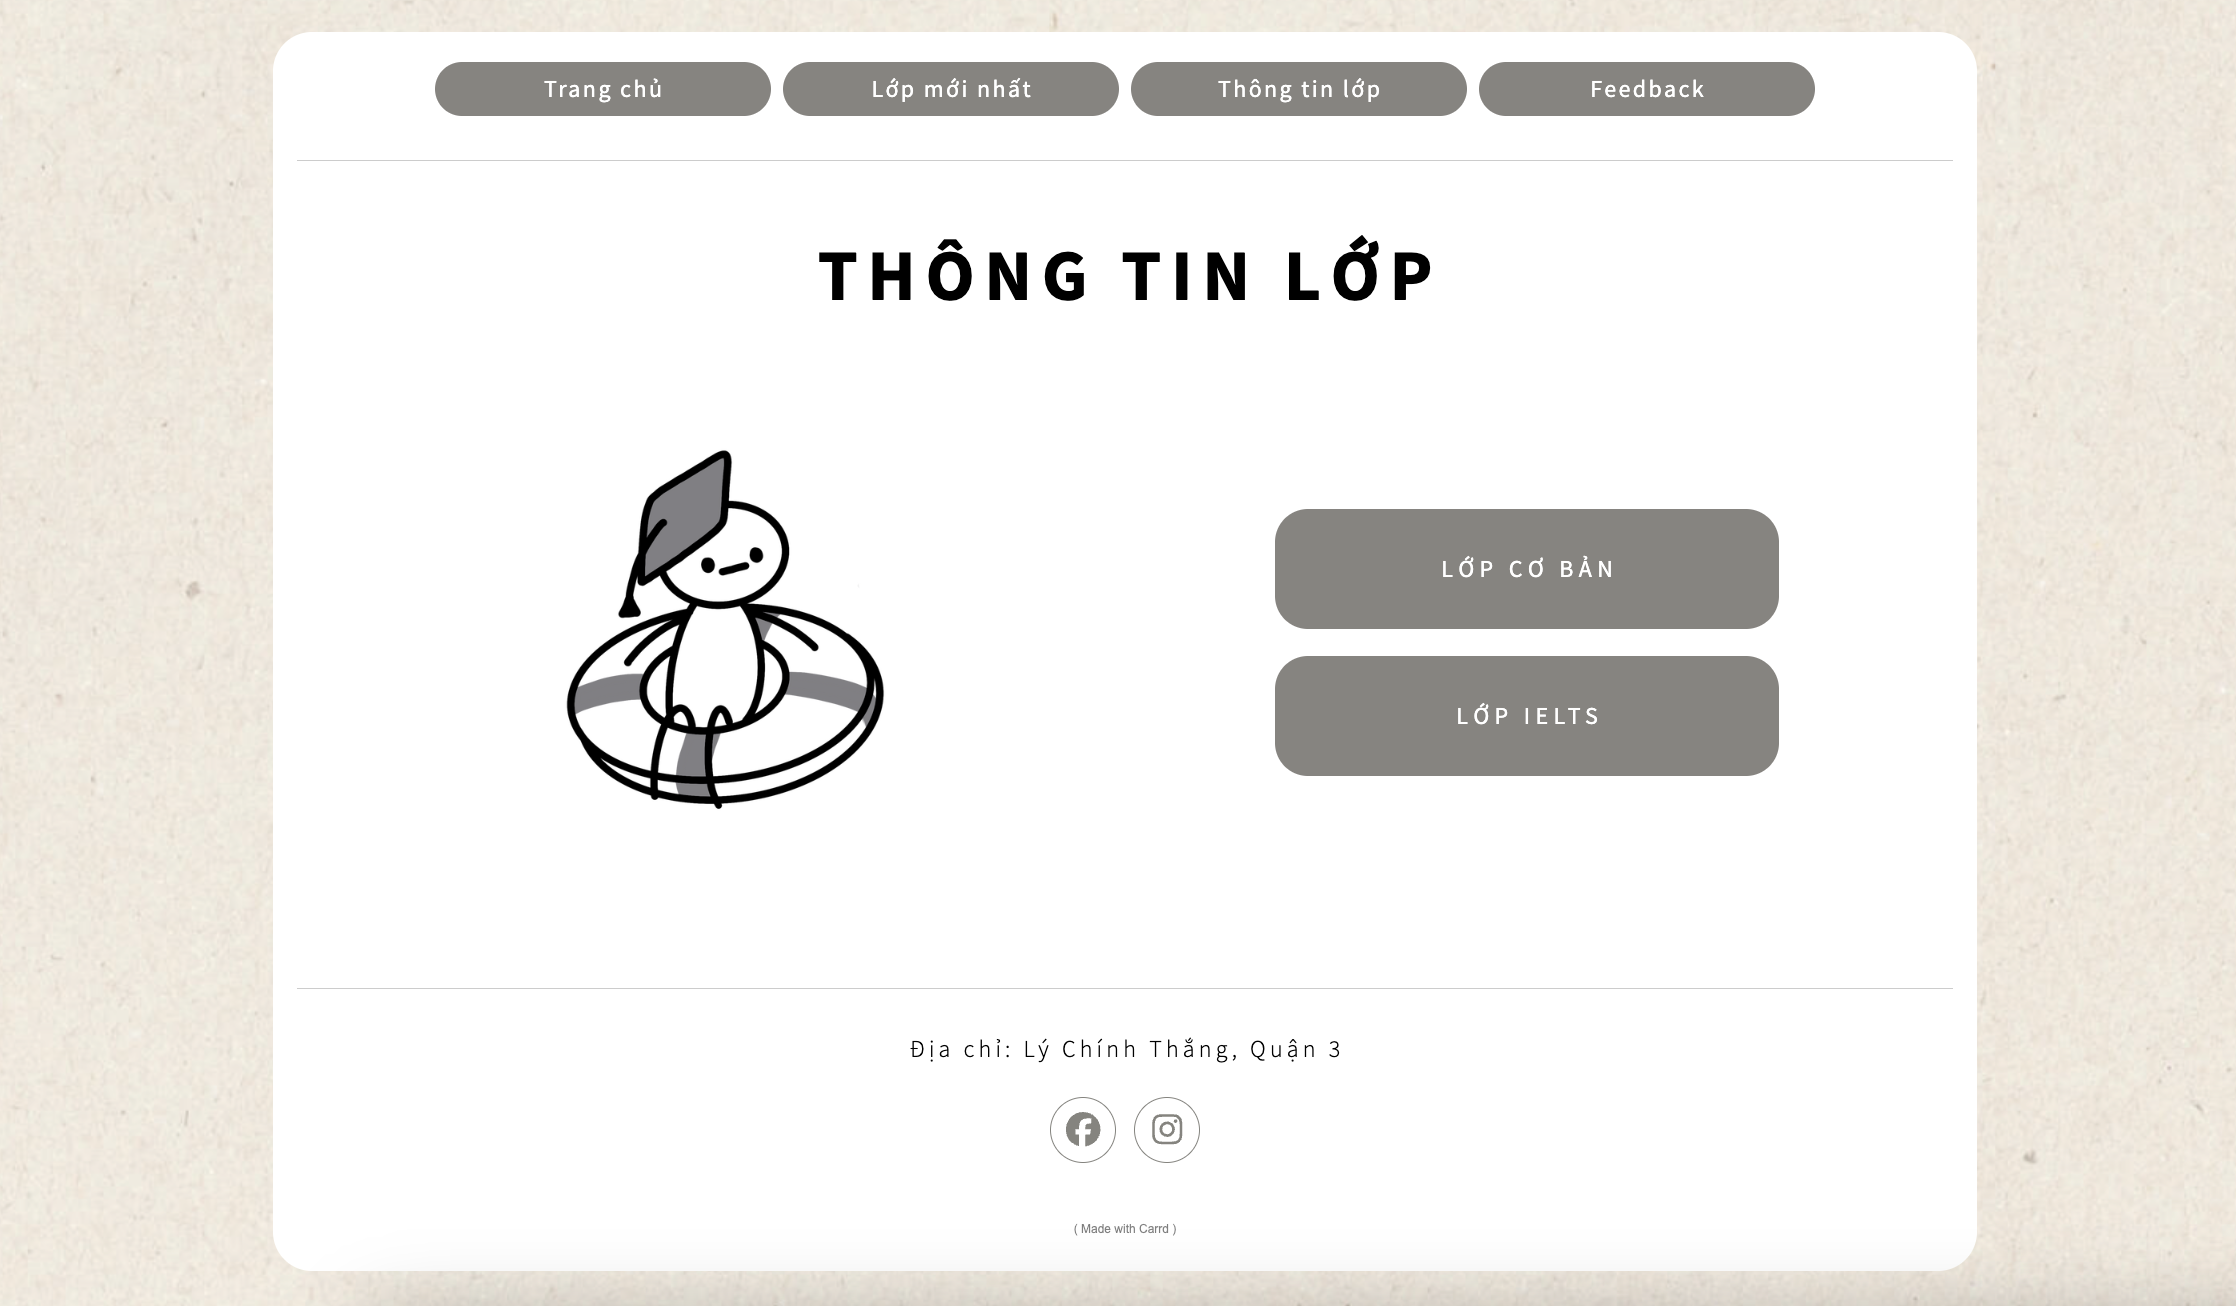 Trang chủ
Lớp mới nhất
Thông tin lớp
Feedback
THÔNG TIN LỚP
LỚP CƠ BẢN
LỚP IELTS
Địa chỉ: Lý Chính Thắng, Quận 3
( Made with Carrd )